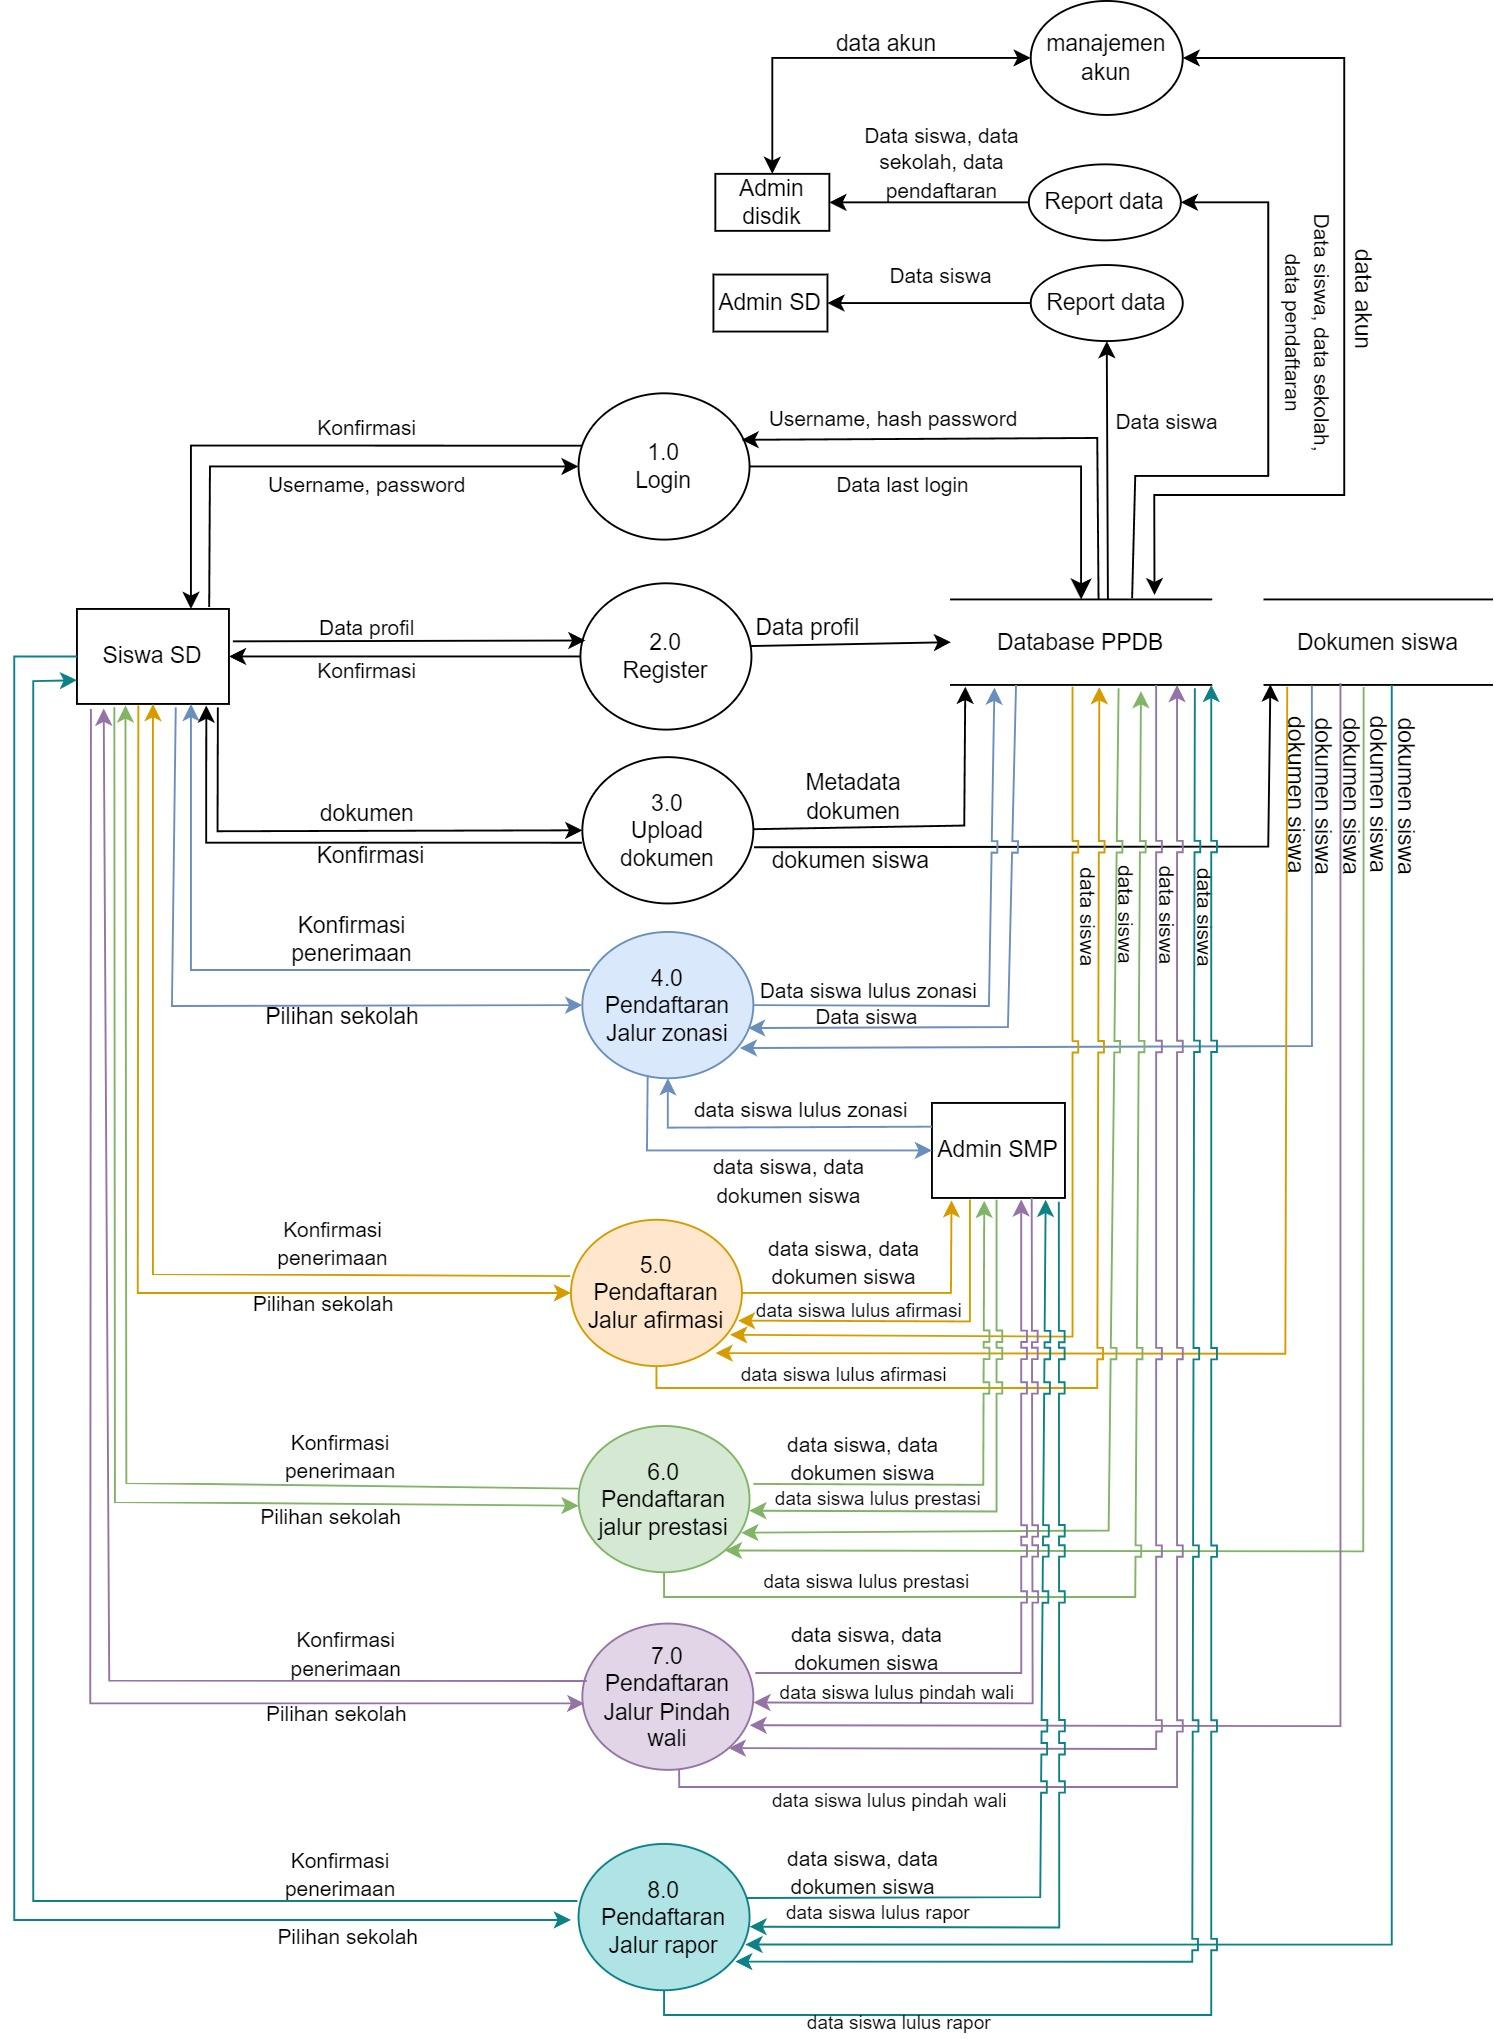 data akun
manajemen
akun
Data siswa, data
sekolah, data
pendaftaran
Admin
disdik
Report data
Data siswa, data sekolah,
data pendaftaran
data akun
Data siswa
Admin SD
Report data
Konfirmasi
Username, password
1.0
Login
Username, hash password
Data last login
Data siswa
Siswa SD
Data profil
Konfirmasi
2.0
Register
Data profil
Database PPDB
Dokumen siswa
dokumen
Konfirmasi
3.0
Upload
dokumen
Metadata
dokumen
dokumen siswa
dokumen siswa
dokumen siswa
dokumen siswa
dokumen siswa
dokumen siswa
data siswa
data siswa
data siswa
data siswa
Konfirmasi
penerimaan
Pilihan sekolah
4.0
Pendaftaran
Jalur zonasi
Data siswa lulus zonasi
Data siswa
data siswa lulus zonasi
data siswa, data
dokumen siswa
Admin SMP
Konfirmasi
penerimaan
Pilihan sekolah
5.0
Pendaftaran
Jalur afirmasi
data siswa, data
dokumen siswa
data siswa lulus afirmasi
data siswa lulus afirmasi
Konfirmasi
penerimaan
Pilihan sekolah
6.0
Pendaftaran
jalur prestasi
data siswa, data
dokumen siswa
data siswa lulus prestasi
data siswa lulus prestasi
Konfirmasi
penerimaan
Pilihan sekolah
7.0
Pendaftaran
Jalur Pindah
wali
data siswa, data
dokumen siswa
data siswa lulus pindah wali
data siswa lulus pindah wali
Konfirmasi
penerimaan
Pilihan sekolah
8.0
Pendaftaran
Jalur rapor
data siswa, data
dokumen siswa
data siswa lulus rapor
data siswa lulus rapor